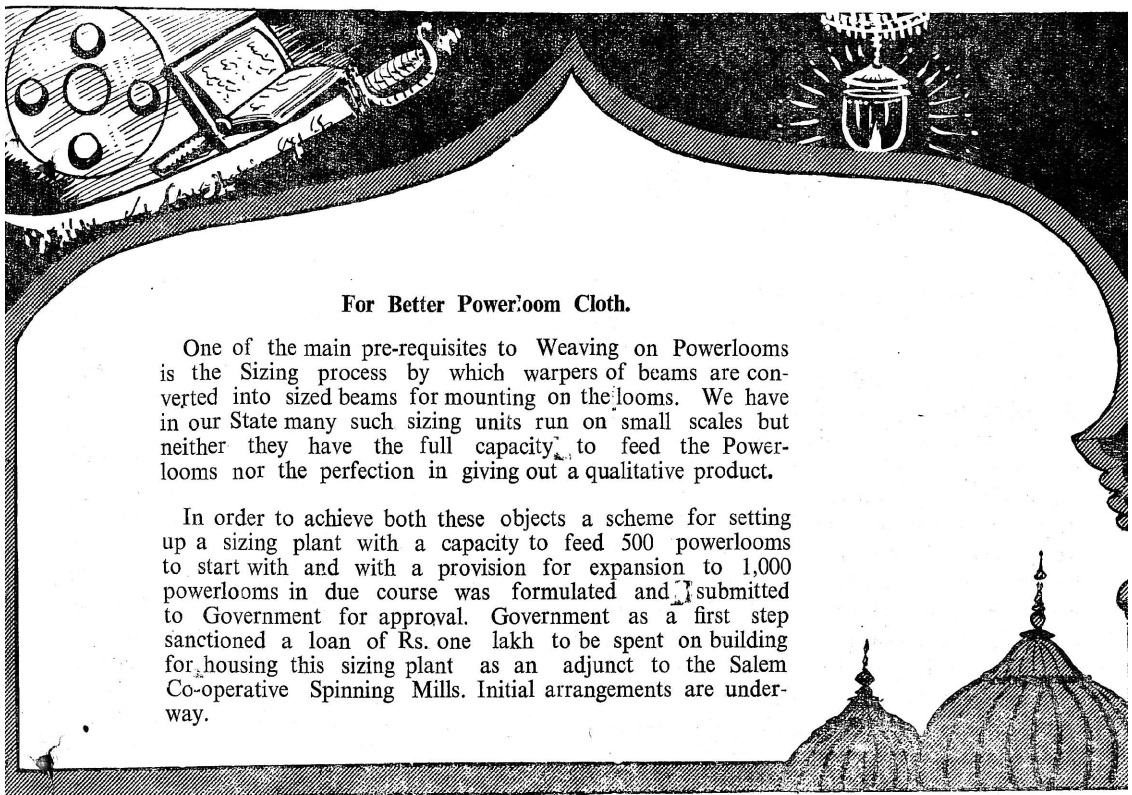 For Better Powerloom Cloth.
One of the main pre-requisites to Weaving on Powerlooms
is the Sizing process by which warpers of beams are con-
verted into sized beams for mounting on the looms. We have
in our State many such sizing units run on small scales but
neither they have the full capacity to feed the Power-
looms nor the perfection in giving out a qualitative product.
In order to achieve both these objects a scheme for setting
up a sizing plant with a capacity to feed 500 powerlooms
to start with and with a provision for expansion to 1,000
powerlooms in due course was formulated and submitted
to Government for approval. Government as a first step
sanctioned a loan of Rs. one lakh to be spent on building
for housing this sizing plant as an adjunct to the Salem
Co-operative Spinning Mills. Initial arrangements are under-
way.